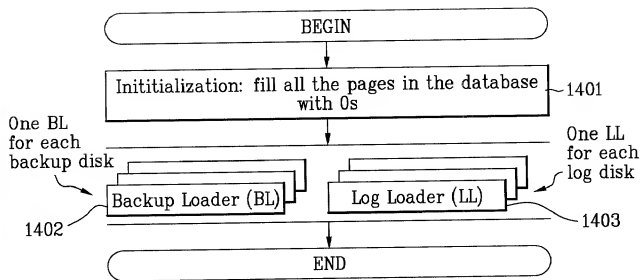 BEGIN
Inititialization: fill all the pages in the database
with 0s
1401
One BL
for each
backup disk
One LL
for each
log disk
Backup Loader (BL)
Log Loader (LL)
1402
1403
END